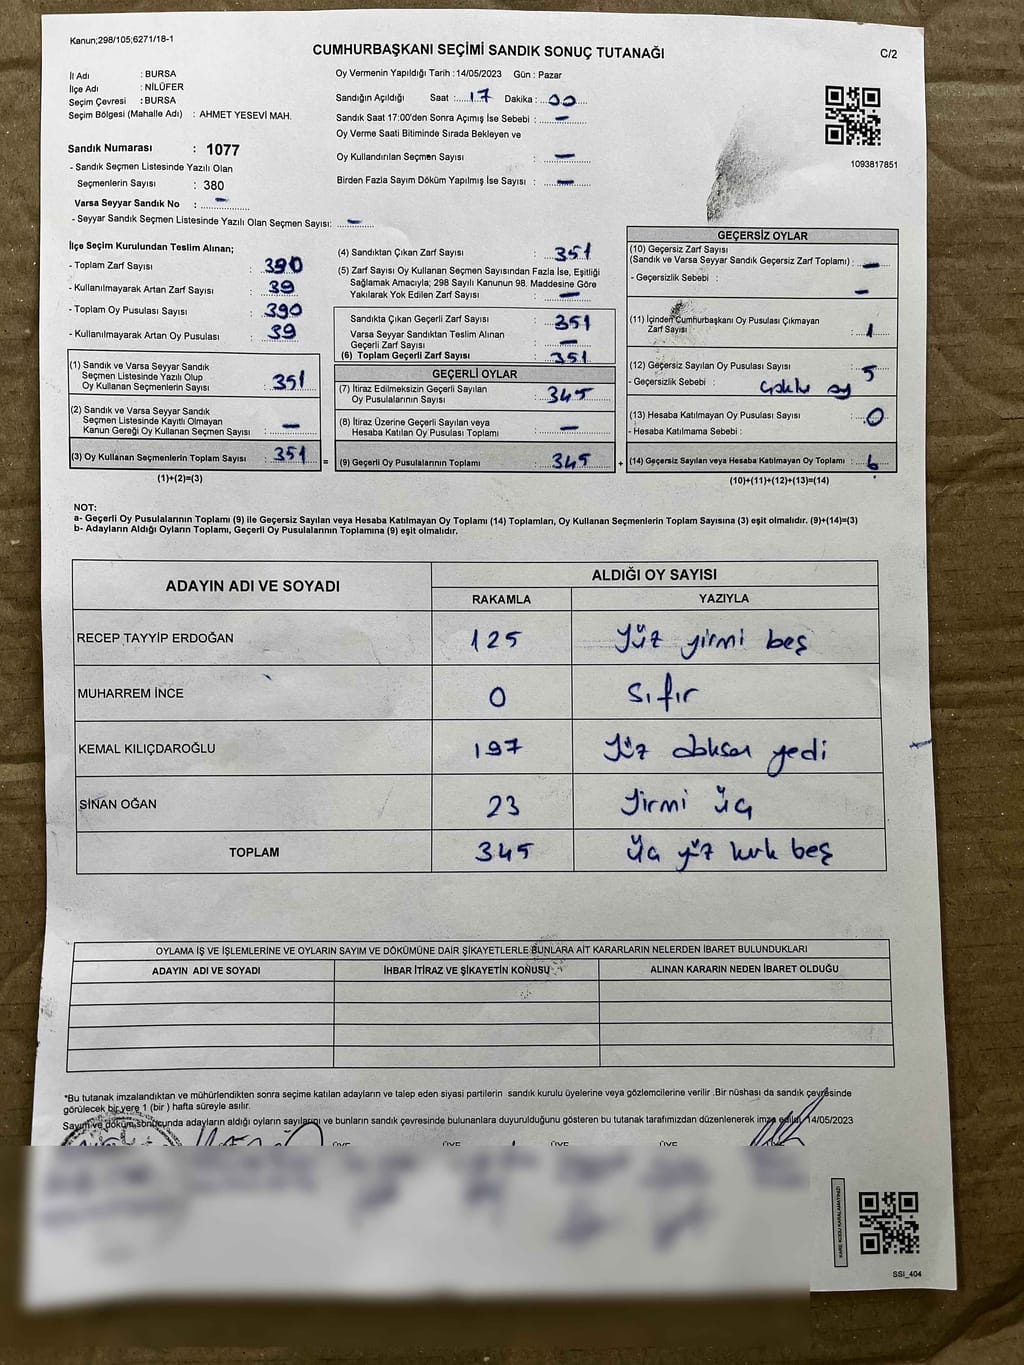 Kanun;298/105;6271/18-1
CUMHURBAŞKANI SEÇİMİ SANDIK SONUÇ TUTANAĞI
C/2
İl Adı : BURSA
İlçe Adı : NİLÜFER
Seçim Çevresi : BURSA
Seçim Bölgesi (Mahalle Adı) : AHMET YESEVİ MAH.
Sandık Numarası : 1077
- Sandık Seçmen Listesinde Yazılı Olan
Seçmenlerin Sayısı : 380
Varsa Seyyar Sandık No : –
- Seyyar Sandık Seçmen Listesinde Yazılı Olan Seçmen Sayısı: –
Oy Vermenin Yapıldığı Tarih : 14/05/2023 Gün : Pazar
Sandığın Açıldığı Saat : 17 Dakika : 00
Sandık Saat 17:00'den Sonra Açımış İse Sebebi : –
Oy Verme Saati Bitiminde Sırada Bekleyen ve
Oy Kullandırılan Seçmen Sayısı : –
Birden Fazla Sayım Döküm Yapılmış İse Sayısı : –
1093817851
İlçe Seçim Kurulundan Teslim Alınan;
- Toplam Zarf Sayısı : 390
- Kullanılmayarak Artan Zarf Sayısı : 39
- Toplam Oy Pusulası Sayısı : 390
- Kullanılmayarak Artan Oy Pusulası : 39
(1) Sandık ve Varsa Seyyar Sandık
Seçmen Listesinde Yazılı Olup
Oy Kullanan Seçmenlerin Sayısı : 351
(2) Sandık ve Varsa Seyyar Sandık
Seçmen Listesinde Kayıtlı Olmayan
Kanun Gereği Oy Kullanan Seçmen Sayısı : –
(3) Oy Kullanan Seçmenlerin Toplam Sayısı : 351
(1)+(2)=(3)
(4) Sandıktan Çıkan Zarf Sayısı : 351
(5) Zarf Sayısı Oy Kullanan Seçmen Sayısından Fazla İse, Eşitliği
Sağlamak Amacıyla; 298 Sayılı Kanunun 98. Maddesine Göre
Yakılarak Yok Edilen Zarf Sayısı : –
Sandıkta Çıkan Geçerli Zarf Sayısı : 351
Varsa Seyyar Sandıktan Teslim Alınan
Geçerli Zarf Sayısı : –
(6) Toplam Geçerli Zarf Sayısı : 351
GEÇERLİ OYLAR
(7) İtiraz Edilmeksizin Geçerli Sayılan
Oy Pusulalarının Sayısı : 345
(8) İtiraz Üzerine Geçerli Sayılan veya
Hesaba Katılan Oy Pusulası Toplamı : –
= (9) Geçerli Oy Pusulalarının Toplamı : 345
GEÇERSİZ OYLAR
(10) Geçersiz Zarf Sayısı
(Sandık ve Varsa Seyyar Sandık Geçersiz Zarf Toplamı) : –
- Geçersizlik Sebebi : –
(11) İçinden Cumhurbaşkanı Oy Pusulası Çıkmayan
Zarf Sayısı : 1
(12) Geçersiz Sayılan Oy Pusulası Sayısı : 5
- Geçersizlik Sebebi : oy
(13) Hesaba Katılmayan Oy Pusulası Sayısı : 0
- Hesaba Katılmama Sebebi :
+ (14) Geçersiz Sayılan veya Hesaba Katılmayan Oy Toplamı : 6
(10)+(11)+(12)+(13)=(14)
NOT:
a- Geçerli Oy Pusulalarının Toplamı (9) ile Geçersiz Sayılan veya Hesaba Katılmayan Oy Toplamı (14) Toplamları, Oy Kullanan Seçmenlerin Toplam Sayısına (3) eşit olmalıdır. (9)+(14)=(3)
b- Adayların Aldığı Oyların Toplamı, Geçerli Oy Pusulalarının Toplamına (9) eşit olmalıdır.
ADAYIN ADI VE SOYADI
ALDIĞI OY SAYISI
RAKAMLA YAZIYLA
RECEP TAYYİP ERDOĞAN 125 Yüz yirmi beş
MUHARREM İNCE 0 Sıfır
KEMAL KILIÇDAROĞLU 197 Yüz doksan yedi
SİNAN OĞAN 23 Yirmi üç
TOPLAM 345 Üç yüz kırk beş
OYLAMA İŞ VE İŞLEMLERİNE VE OYLARIN SAYIM VE DÖKÜMÜNE DAİR ŞİKAYETLERLE BUNLARA AİT KARARLARIN NELERDEN İBARET BULUNDUKLARI
ADAYIN ADI VE SOYADI İHBAR İTİRAZ VE ŞİKAYETİN KONUSU ALINAN KARARIN NEDEN İBARET OLDUĞU
*Bu tutanak imzalandıktan ve mühürlendikten sonra seçime katılan adayların ve talep eden siyasi partilerin sandık kurulu üyelerine veya gözlemcilerine verilir .Bir nüshası da sandık çevresinde
görülecek bir yere 1 (bir ) hafta süreyle asılır.
Sayım ve döküm sonucunda adayların aldığı oyların sayılarını ve bunların sandık çevresinde bulunanlara duyurulduğunu gösteren bu tutanak tarafımızdan düzenlenerek imza edildi. 14/05/2023
ÜYE ÜYE ÜYE ÜYE
KARE KODU KARALAMAYINIZ!
SSİ_404